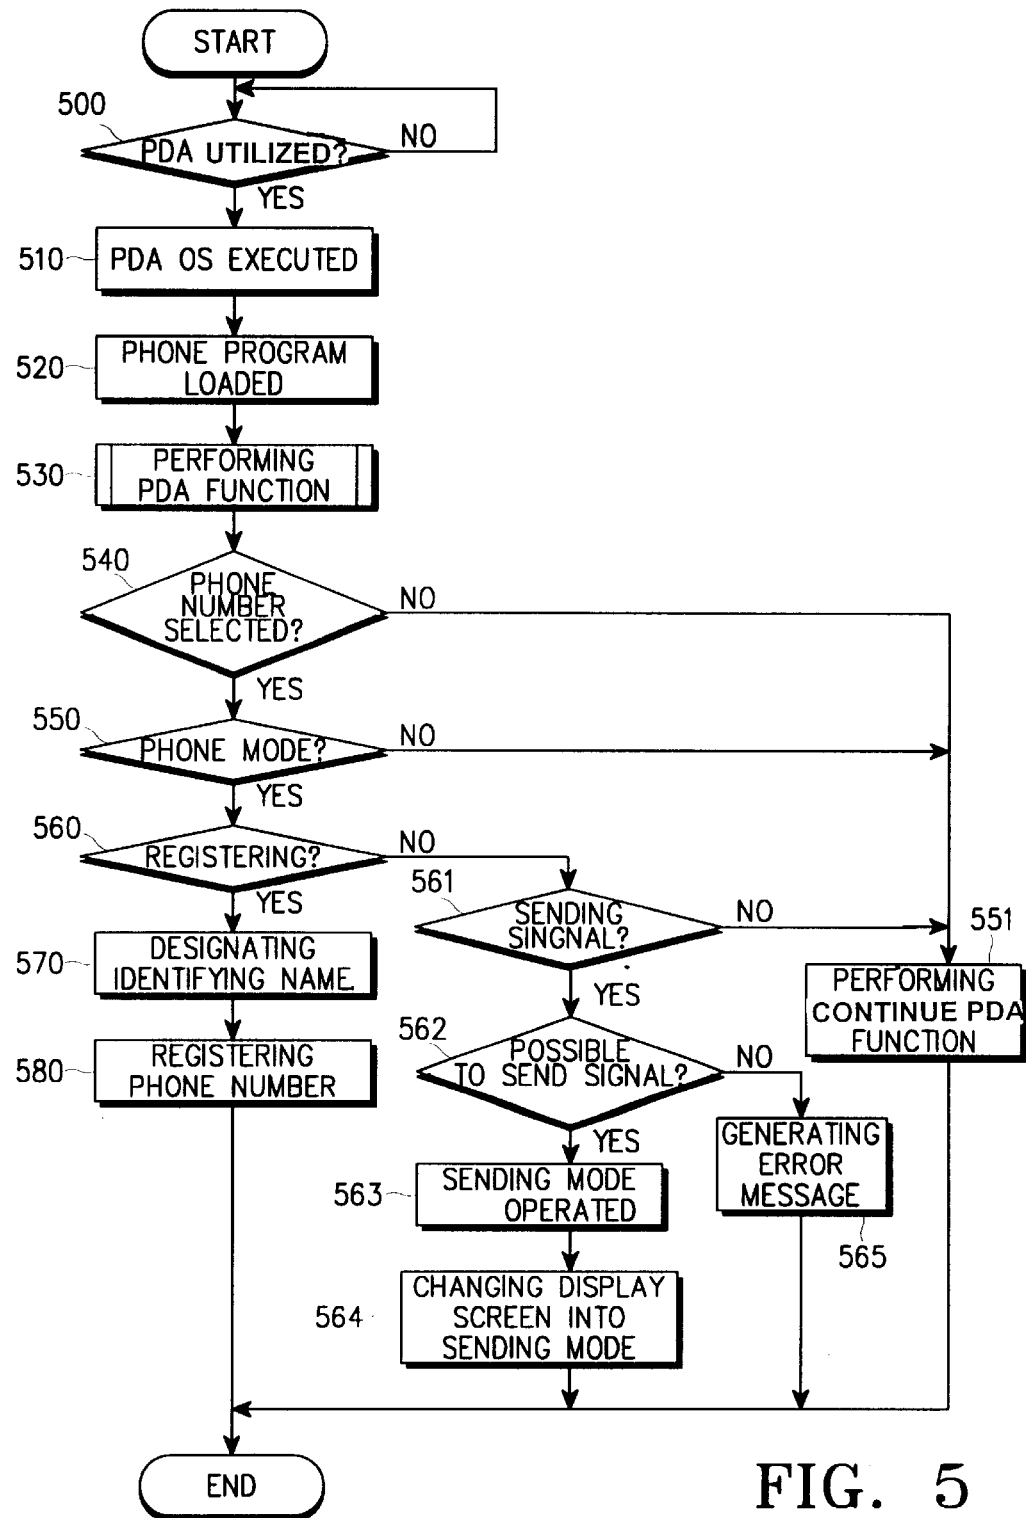 START
500
PDA UTILIZED?
NO
YES
510
PDA OS EXECUTED
520
PHONE PROGRAM
LOADED
530
PERFORMING
PDA FUNCTION
540
PHONE
NUMBER
SELECTED?
NO
YES
550
PHONE MODE?
NO
YES
560
REGISTERING?
NO
YES
561
SENDING
SINGNAL?
NO
YES
551
PERFORMING
CONTINUE PDA
FUNCTION
570
DESIGNATING
IDENTIFYING NAME.
580
REGISTERING
PHONE NUMBER
562
POSSIBLE
TO SEND SIGNAL?
NO
YES
GENERATING
ERROR
MESSAGE
565
563
SENDING MODE
OPERATED
564
CHANGING DISPLAY
SCREEN INTO
SENDING MODE
END
FIG. 5